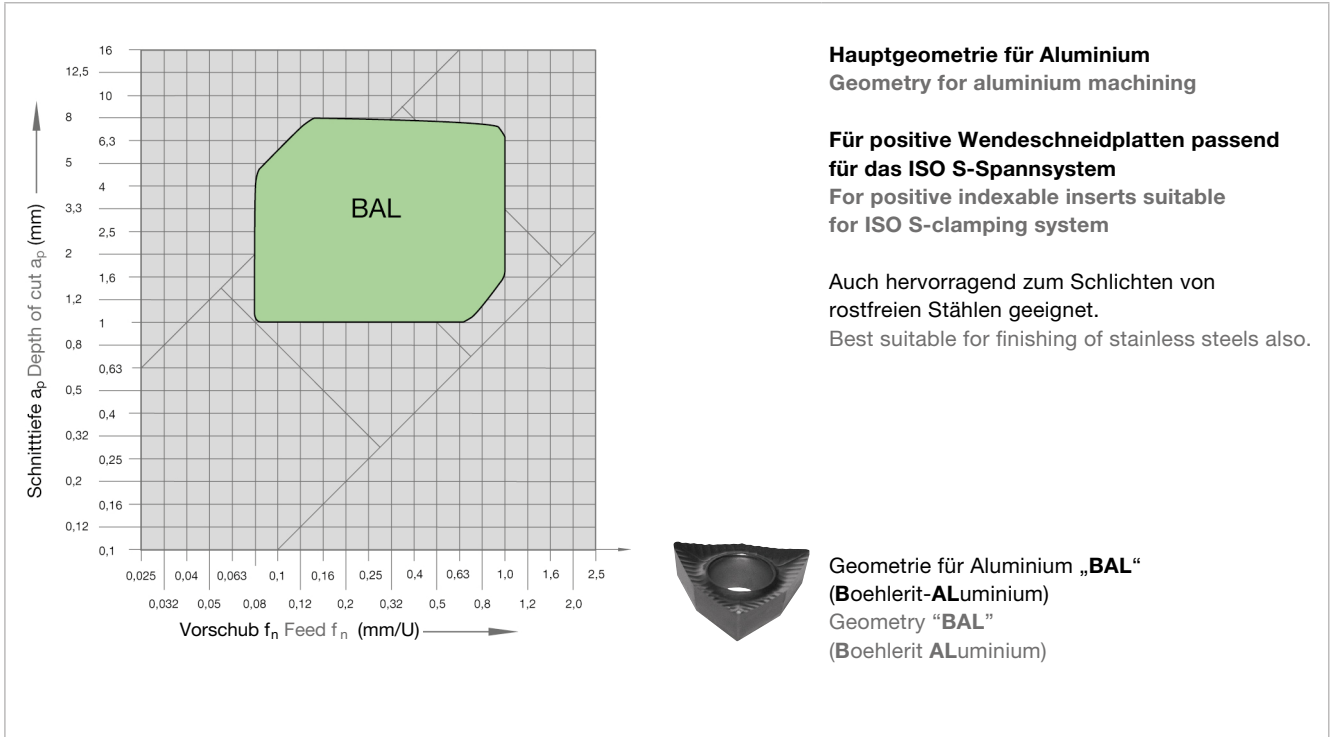 16
12,5
10
8
6,3
5
4
3,3
2,5
2
1,6
1,2
1
0,8
0,63
0,5
0,4
0,32
0,25
0,2
0,16
0,12
0,1
Schnitttiefe ap Depth of cut ap (mm)
BAL
0,025 0,04 0,063 0,1 0,16 0,25 0,4 0,63 1,0 1,6 2,5
0,032 0,05 0,08 0,12 0,2 0,32 0,5 0,8 1,2 2,0
Vorschub fn Feed fn (mm/U)
Hauptgeometrie für Aluminium
Geometry for aluminium machining
Für positive Wendeschneidplatten passend
für das ISO S-Spannsystem
For positive indexable inserts suitable
for ISO S-clamping system
Auch hervorragend zum Schlichten von
rostfreien Stählen geeignet.
Best suitable for finishing of stainless steels also.
Geometrie für Aluminium „BAL“
(Boehlerit-ALuminium)
Geometry “BAL”
(Boehlerit ALuminium)